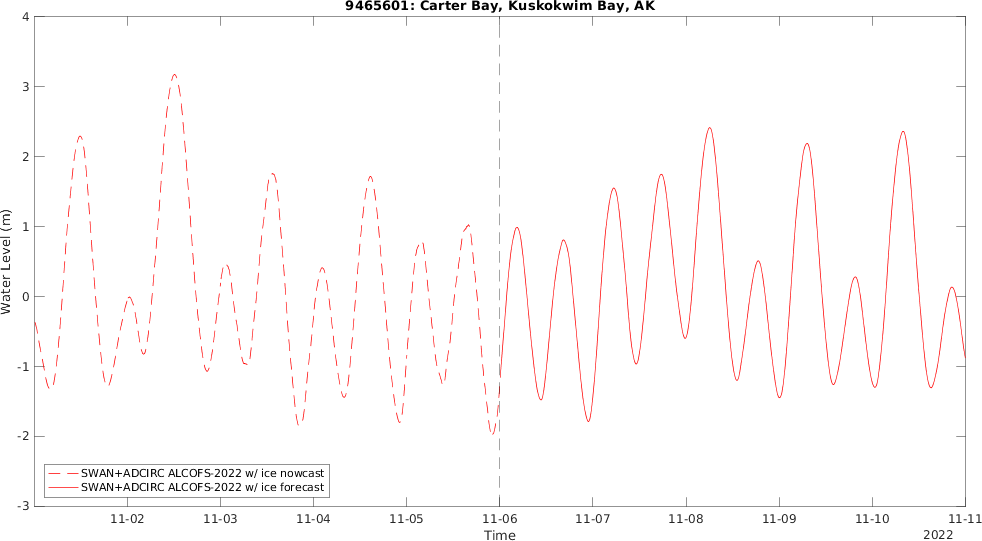 9465601: Carter Bay, Kuskokwim Bay, AK
Water Level (m)
4
3
2
1
0
-1
-2
-3
SWAN+ADCIRC ALCOFS-2022 w/ ice nowcast
SWAN+ADCIRC ALCOFS-2022 w/ ice forecast
11-02 11-03 11-04 11-05 11-06 11-07 11-08 11-09 11-10 11-11
Time
2022